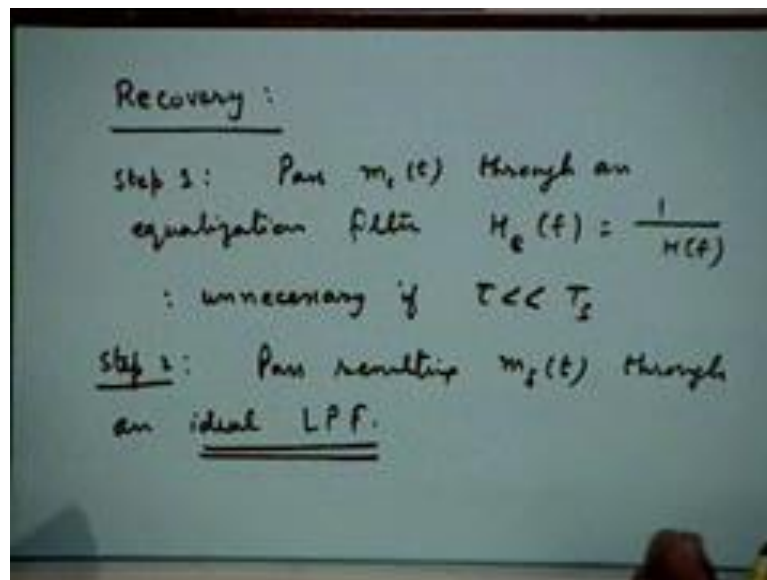 Recovery :
Step 1: Pass m_s(t) through an
equalization filter H_e(f) = 1/H(f)
: unnecessary if τ << T_s
Step 2: Pass resulting m_s(t) through
an ideal LPF.